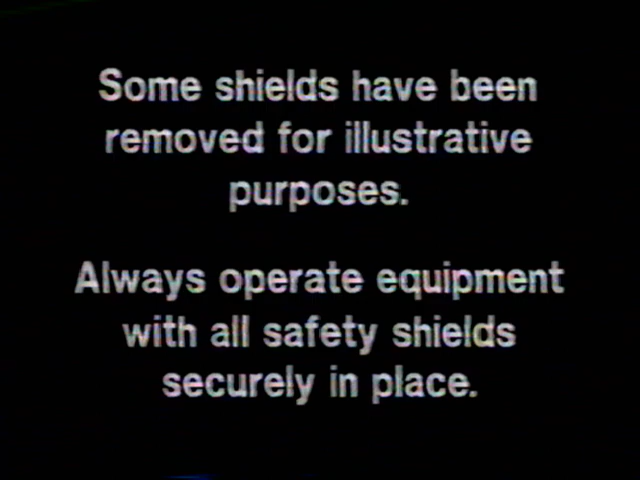 Some shields have been
removed for illustrative
purposes.
Always operate equipment
with all safety shields
securely in place.